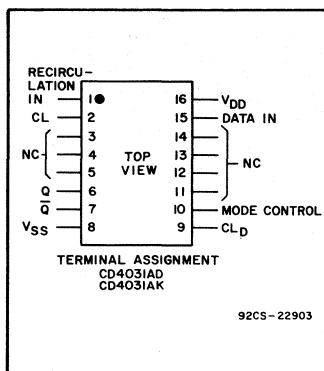 RECIRCU-
LATION
IN 1 16 VDD
CL 2 15 DATA IN
3 14
NC 4 TOP 13 NC
5 VIEW 12
Q 6 11
Q̅ 7 10 MODE CONTROL
VSS 8 9 CLD
TERMINAL ASSIGNMENT
CD4031AD
CD4031AK
92CS-22903